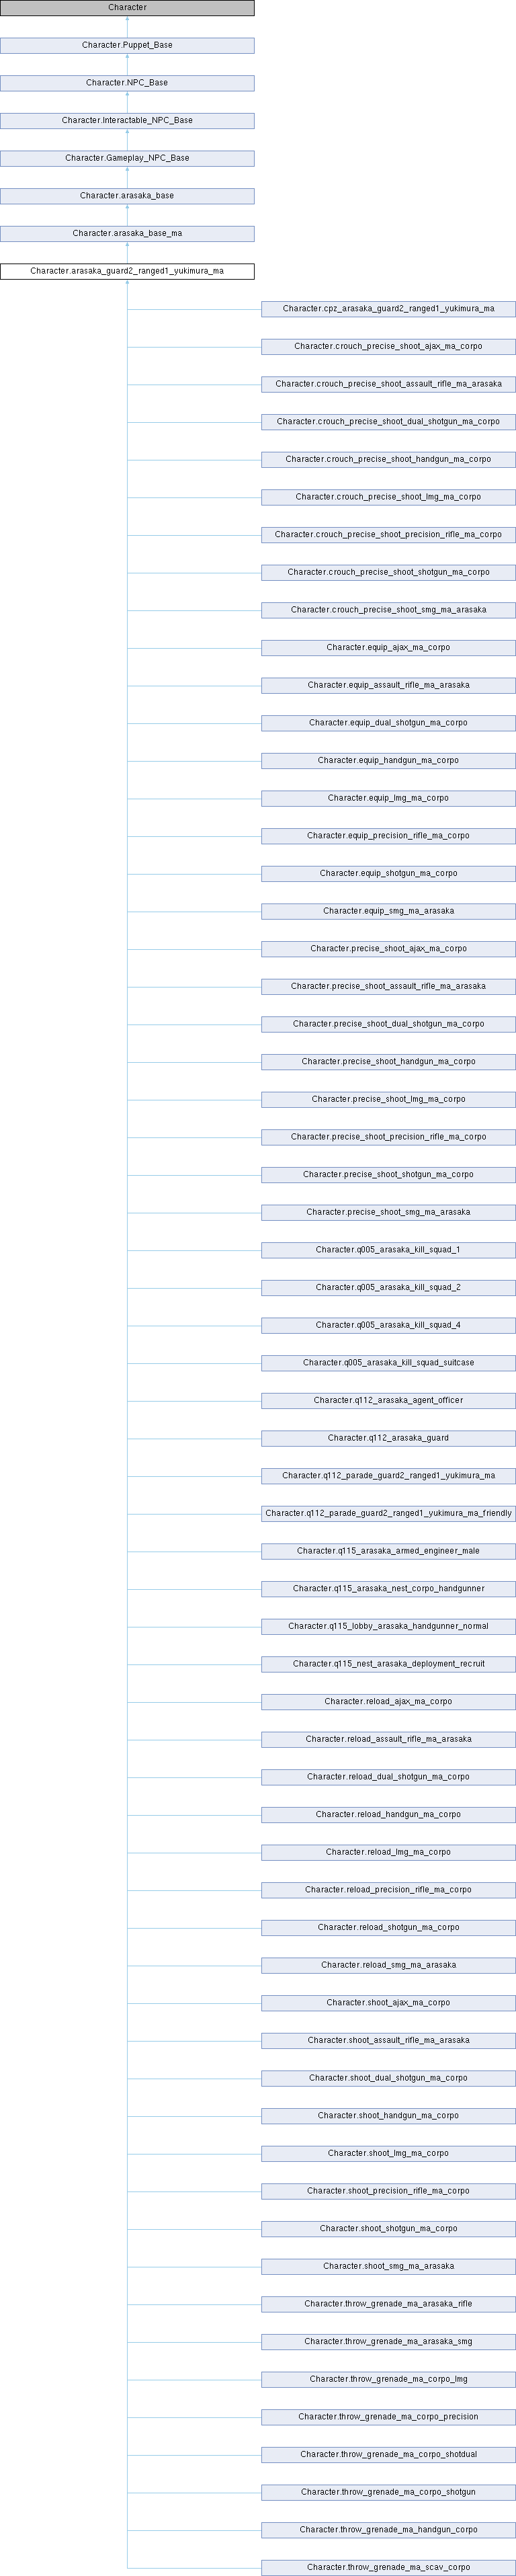 Character
Character.Puppet_Base
Character.NPC_Base
Character.Interactable_NPC_Base
Character.Gameplay_NPC_Base
Character.arasaka_base
Character.arasaka_base_ma
Character.arasaka_guard2_ranged1_yukimura_ma
Character.cpz_arasaka_guard2_ranged1_yukimura_ma
Character.crouch_precise_shoot_ajax_ma_corpo
Character.crouch_precise_shoot_assault_rifle_ma_arasaka
Character.crouch_precise_shoot_dual_shotgun_ma_corpo
Character.crouch_precise_shoot_handgun_ma_corpo
Character.crouch_precise_shoot_lmg_ma_corpo
Character.crouch_precise_shoot_precision_rifle_ma_corpo
Character.crouch_precise_shoot_shotgun_ma_corpo
Character.crouch_precise_shoot_smg_ma_arasaka
Character.equip_ajax_ma_corpo
Character.equip_assault_rifle_ma_arasaka
Character.equip_dual_shotgun_ma_corpo
Character.equip_handgun_ma_corpo
Character.equip_lmg_ma_corpo
Character.equip_precision_rifle_ma_corpo
Character.equip_shotgun_ma_corpo
Character.equip_smg_ma_arasaka
Character.precise_shoot_ajax_ma_corpo
Character.precise_shoot_assault_rifle_ma_arasaka
Character.precise_shoot_dual_shotgun_ma_corpo
Character.precise_shoot_handgun_ma_corpo
Character.precise_shoot_lmg_ma_corpo
Character.precise_shoot_precision_rifle_ma_corpo
Character.precise_shoot_shotgun_ma_corpo
Character.precise_shoot_smg_ma_arasaka
Character.q005_arasaka_kill_squad_1
Character.q005_arasaka_kill_squad_2
Character.q005_arasaka_kill_squad_4
Character.q005_arasaka_kill_squad_suitcase
Character.q112_arasaka_agent_officer
Character.q112_arasaka_guard
Character.q112_parade_guard2_ranged1_yukimura_ma
Character.q112_parade_guard2_ranged1_yukimura_ma_friendly
Character.q115_arasaka_armed_engineer_male
Character.q115_arasaka_nest_corpo_handgunner
Character.q115_lobby_arasaka_handgunner_normal
Character.q115_nest_arasaka_deployment_recruit
Character.reload_ajax_ma_corpo
Character.reload_assault_rifle_ma_arasaka
Character.reload_dual_shotgun_ma_corpo
Character.reload_handgun_ma_corpo
Character.reload_lmg_ma_corpo
Character.reload_precision_rifle_ma_corpo
Character.reload_shotgun_ma_corpo
Character.reload_smg_ma_arasaka
Character.shoot_ajax_ma_corpo
Character.shoot_assault_rifle_ma_arasaka
Character.shoot_dual_shotgun_ma_corpo
Character.shoot_handgun_ma_corpo
Character.shoot_lmg_ma_corpo
Character.shoot_precision_rifle_ma_corpo
Character.shoot_shotgun_ma_corpo
Character.shoot_smg_ma_arasaka
Character.throw_grenade_ma_arasaka_rifle
Character.throw_grenade_ma_arasaka_smg
Character.throw_grenade_ma_corpo_lmg
Character.throw_grenade_ma_corpo_precision
Character.throw_grenade_ma_corpo_shotdual
Character.throw_grenade_ma_corpo_shotgun
Character.throw_grenade_ma_handgun_corpo
Character.throw_grenade_ma_scav_corpo